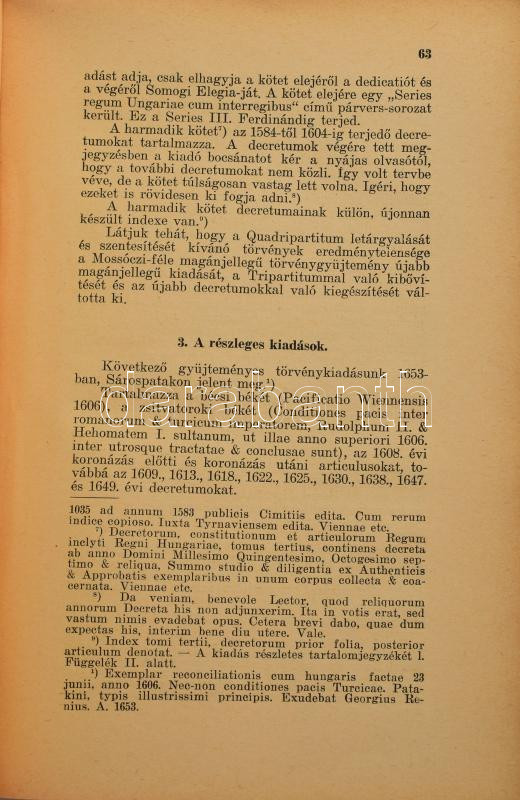 63
adást adja, csak elhagyja a kötet elejéről a dedicatiót és
a végéről Somogi Elegia-ját. A kötet elejére egy „Series
regum Ungariae cum interregibus“ című párvers-sorozat
került. Ez a Series III. Ferdinándig terjed.
A harmadik kötet⁷) az 1584-től 1604-ig terjedő decre-
tumokat tartalmazza. A decretumok végére tett meg-
jegyzésben a kiadó bocsánatot kér a nyájas olvasótól,
hogy a további decretumokat nem közli. Így volt tervbe
véve, de a kötet túlságosan vastag lett volna. Igéri, hogy
ezeket is rövidesen ki fogja adni.⁸)
A harmadik kötet decretumainak külön, újonnan
készült indexe van.⁹)
Látjuk tehát, hogy a Quadripartitum letárgyalását
és szentesítését kívánó törvények eredménytelensége
a Mossóczi-féle magánjellegű törvénygyüjtemény újabb
magánjellegű kiadását, a Tripartitummal való kibőví-
tését és az újabb decretumokkal való kiegészítését vál-
totta ki.
3. A részleges kiadások.
Következő gyüjteményes törvénykiadásunk 1653-
ban, Sárospatakon jelent meg.¹)
Tartalmazza a bécsi békét (Pacificatio Wiennensis
1606), a zsitvatoroki békét (Conditiones pacis inter
romanorum & turcicum Imperatorem, Rudolphum II. &
Hehomatem I. sultanum, ut illae anno superiori 1606.
inter utrosque tractatae & conclusae sunt), az 1608. évi
koronázás előtti és koronázás utáni articulusokat, to-
vábbá az 1609., 1613., 1618., 1622., 1625., 1630., 1638., 1647.
és 1649. évi decretumokat.
1035 ad annum 1583 publicis Cimitiis edita. Cum rerum
indice copioso. Iuxta Tyrnaviensem edita. Viennae etc.
⁷) Decretorum, constitutionum et articulorum Regum
inclyti Regni Hungariae, tomus tertius, continens decreta
ab anno Domini Millesimo Quingentesimo, Octogesimo sep-
timo & reliqua, Summo studio & diligentia ex Authenticis
& Approbatis exemplaribus in unum corpus collecta & coa-
cernata. Viennae etc.
⁸) Da veniam, benevole Lector, quod reliquorum
annorum Decreta his non adjunxerim. Ita in votis erat, sed
vastum nimis evadebat opus. Cetera brevi dabo, quae dum
expectas his, interim bene diu utere. Vale.
⁹) Index tomi tertii, decretorum prior folia, posterior
articulum denotat. — A kiadás részletes tartalomjegyzékét l.
Függelék II. alatt.
¹) Exemplar reconciliationis cum hungaris factae 23
junii, anno 1606. Nec-non conditiones pacis Turcicae. Pata-
kini, typis illustrissimi principis. Exudebat Georgius Re-
nius. A. 1653.
darabanth